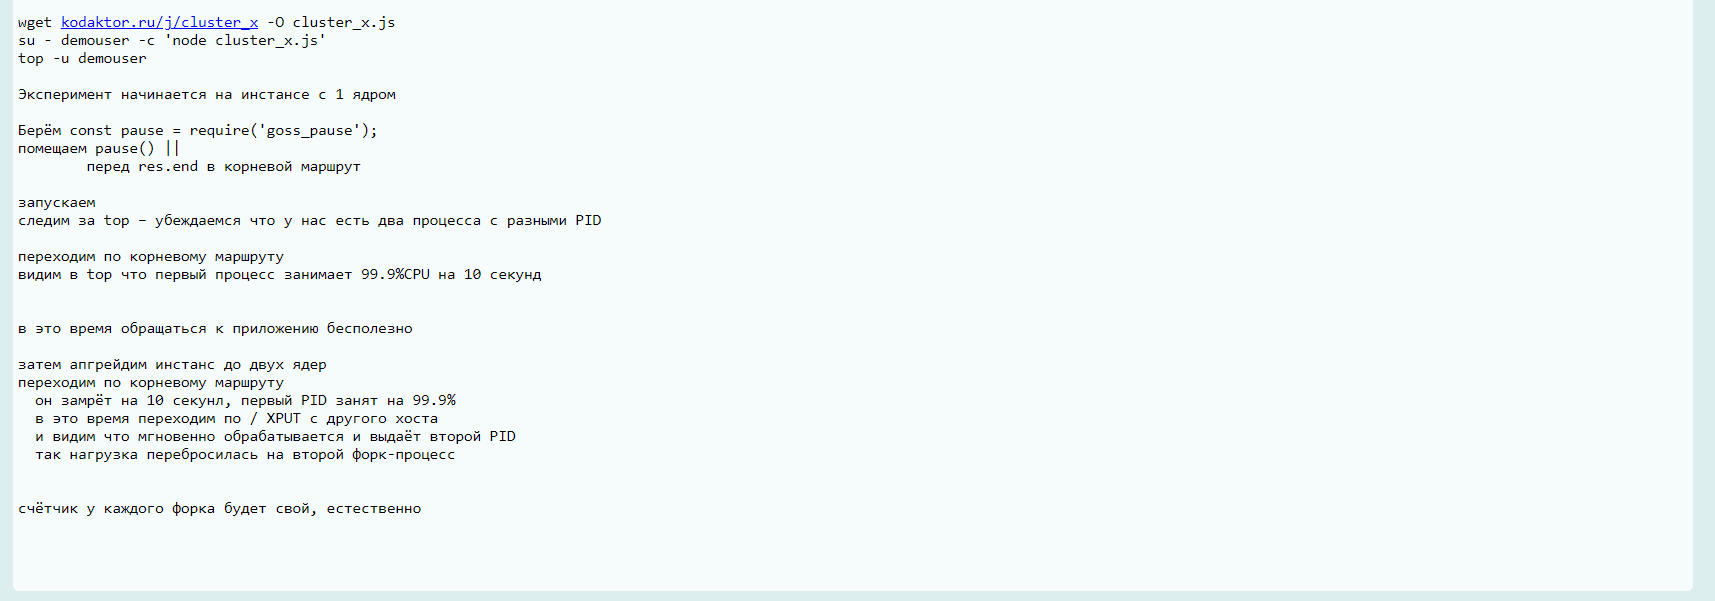 wget kodaktor.ru/j/cluster_x -O cluster_x.js
su - demouser -c 'node cluster_x.js'
top -u demouser
Эксперимент начинается на инстансе с 1 ядром
Берём const pause = require('goss_pause');
помещаем pause() ||
перед res.end в корневой маршрут
запускаем
следим за top – убеждаемся что у нас есть два процесса с разными PID
переходим по корневому маршруту
видим в top что первый процесс занимает 99.9%CPU на 10 секунд
в это время обращаться к приложению бесполезно
затем апгрейдим инстанс до двух ядер
переходим по корневому маршруту
он замрёт на 10 секунл, первый PID занят на 99.9%
в это время переходим по / XPUT с другого хоста
и видим что мгновенно обрабатывается и выдаёт второй PID
так нагрузка перебросилась на второй форк-процесс
счётчик у каждого форка будет свой, естественно